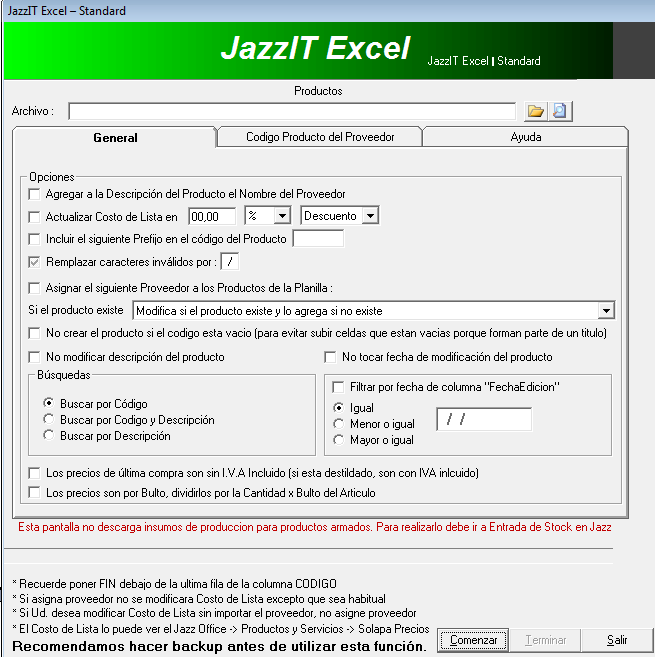 JazzIT Excel – Standard
JazzIT Excel
JazzIT Excel | Standard
Productos
Archivo :
General
Codigo Producto del Proveedor
Ayuda
Opciones
Agregar a la Descripción del Producto el Nombre del Proveedor
Actualizar Costo de Lista en 00,00 % Descuento
Incluir el siguiente Prefijo en el código del Producto
Remplazar caracteres inválidos por : /
Asignar el siguiente Proveedor a los Productos de la Planilla :
Si el producto existe Modifica si el producto existe y lo agrega si no existe
No crear el producto si el codigo esta vacio (para evitar subir celdas que estan vacias porque forman parte de un titulo)
No modificar descripción del producto
No tocar fecha de modificación del producto
Búsquedas
Buscar por Código
Buscar por Codigo y Descripción
Buscar por Descripción
Filtrar por fecha de columna "FechaEdicion"
Igual
Menor o igual
Mayor o igual
/ /
Los precios de última compra son sin I.V.A Incluido (si esta destildado, son con IVA inlcuido)
Los precios son por Bulto, dividirlos por la Cantidad x Bulto del Articulo
Esta pantalla no descarga insumos de produccion para productos armados. Para realizarlo debe ir a Entrada de Stock en Jazz
* Recuerde poner FIN debajo de la ultima fila de la columna CODIGO
* Si asigna proveedor no se modificara Costo de Lista excepto que sea habitual
* Si Ud. desea modificar Costo de Lista sin importar el proveedor, no asigne proveedor
* El Costo de Lista lo puede ver el Jazz Office -> Productos y Servicios -> Solapa Precios
Recomendamos hacer backup antes de utilizar esta función.
Comenzar
Terminar
Salir